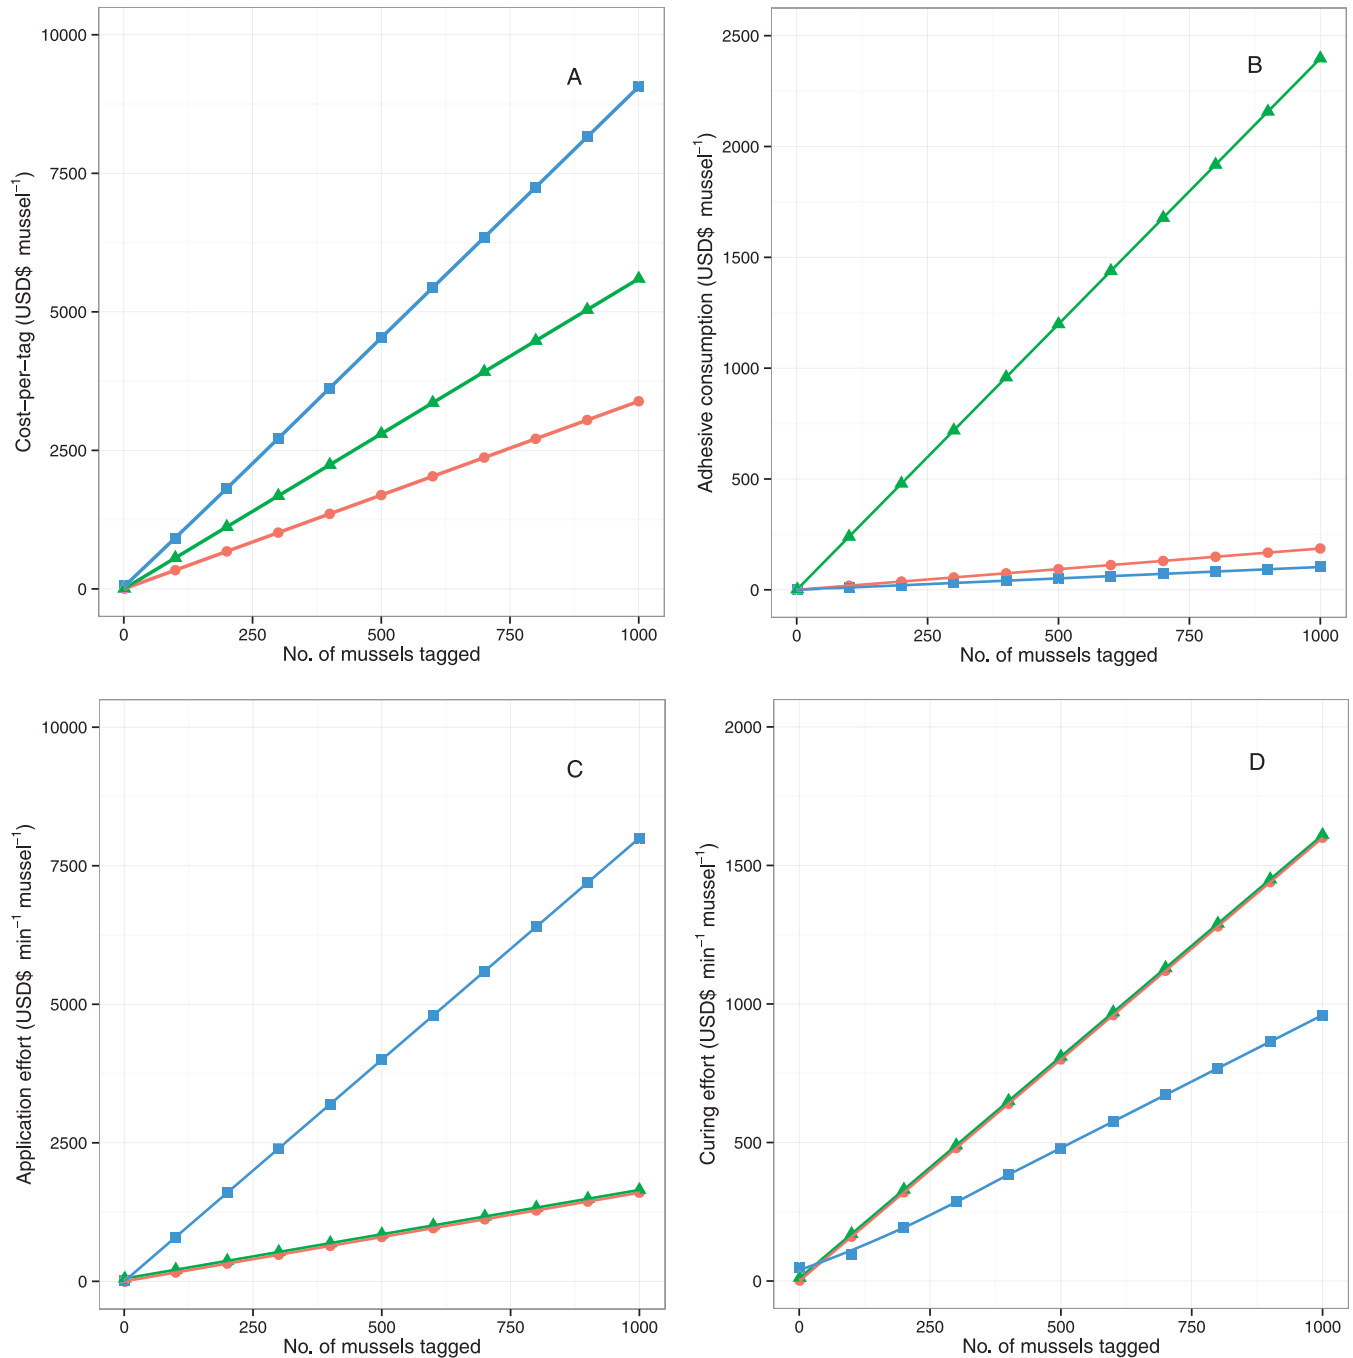 A
Cost−per−tag (USD$ mussel⁻¹)
10000
7500
5000
2500
0
0 250 500 750 1000
No. of mussels tagged
B
Adhesive consumption (USD$ mussel⁻¹)
2500
2000
1500
1000
500
0
0 250 500 750 1000
No. of mussels tagged
C
Application effort (USD$ min⁻¹ mussel⁻¹)
10000
7500
5000
2500
0
0 250 500 750 1000
No. of mussels tagged
D
Curing effort (USD$ min⁻¹ mussel⁻¹)
2000
1500
1000
500
0
0 250 500 750 1000
No. of mussels tagged